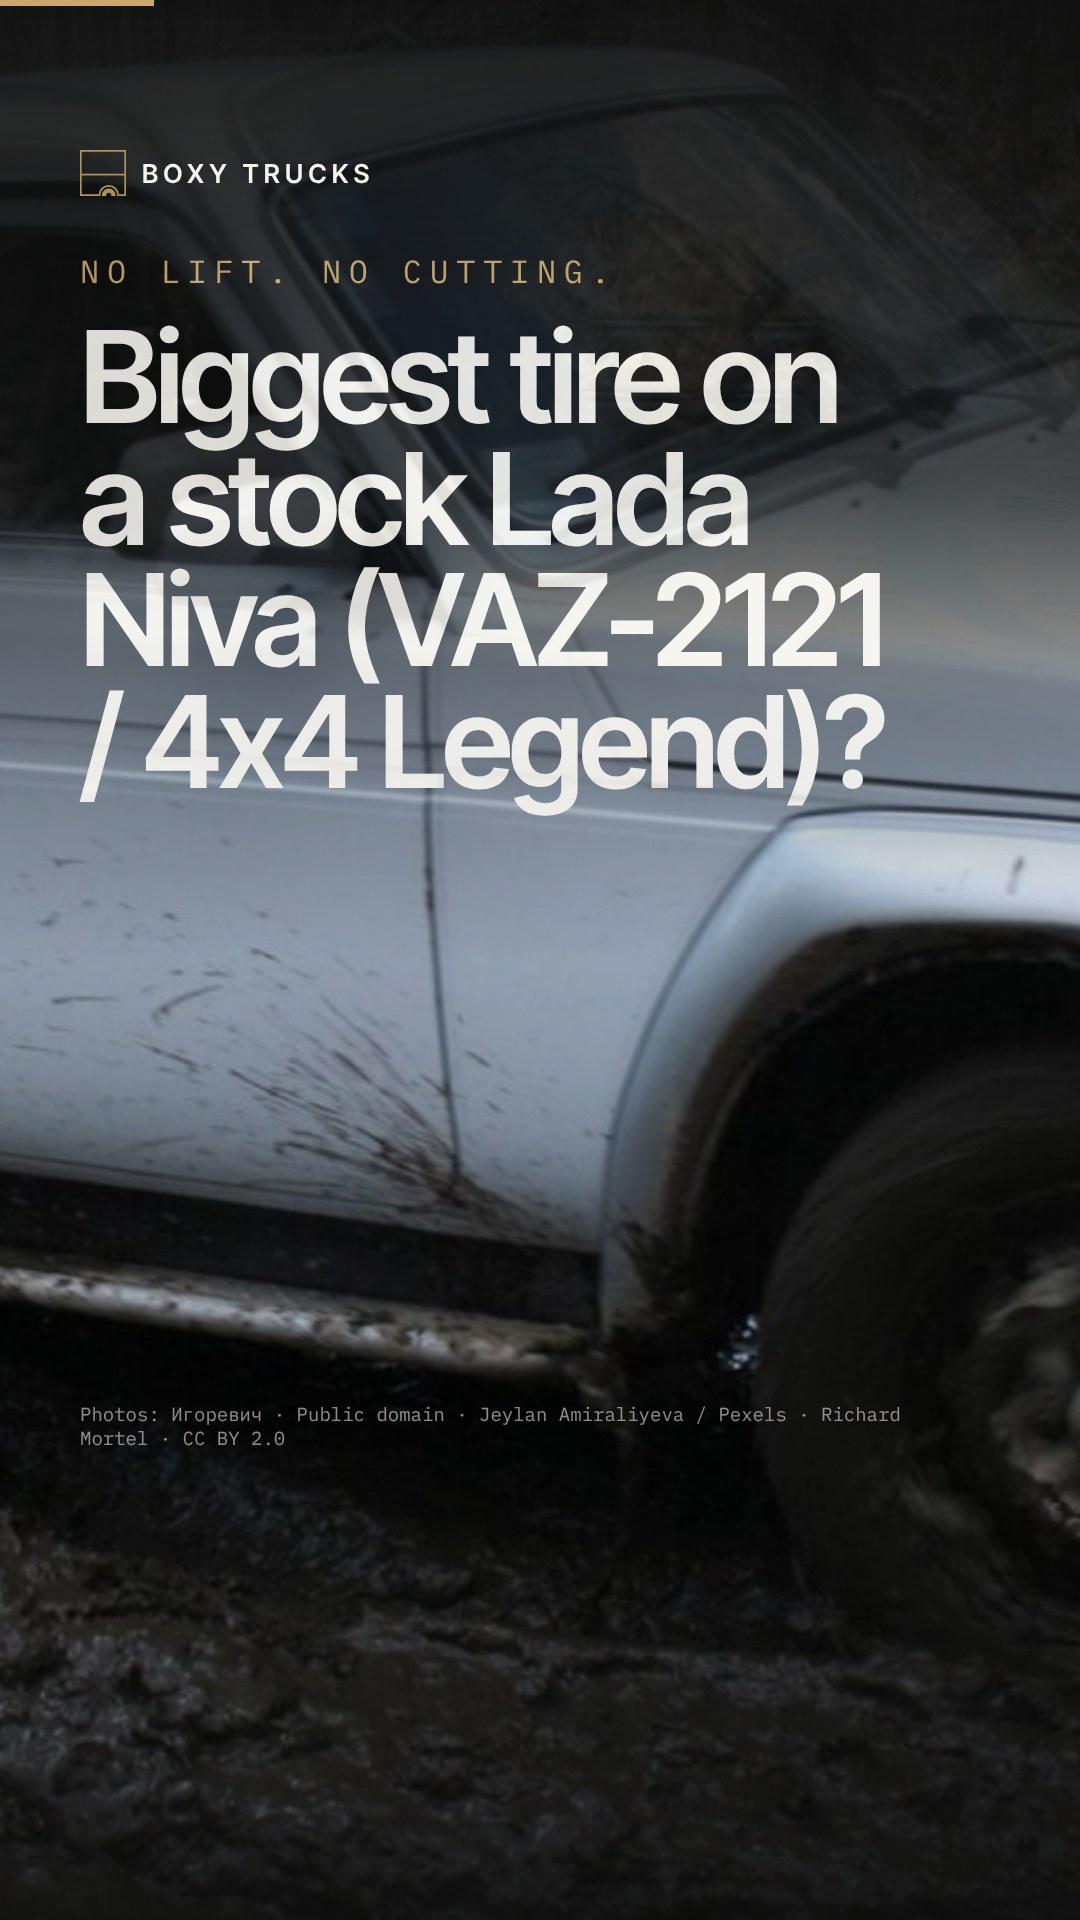 BOXY TRUCKS
NO LIFT. NO CUTTING.
Biggest tire on
a stock Lada
Niva (VAZ-2121
/ 4x4 Legend)?
Photos: Игоревич · Public domain · Jeylan Amiraliyeva / Pexels · Richard
Mortel · CC BY 2.0